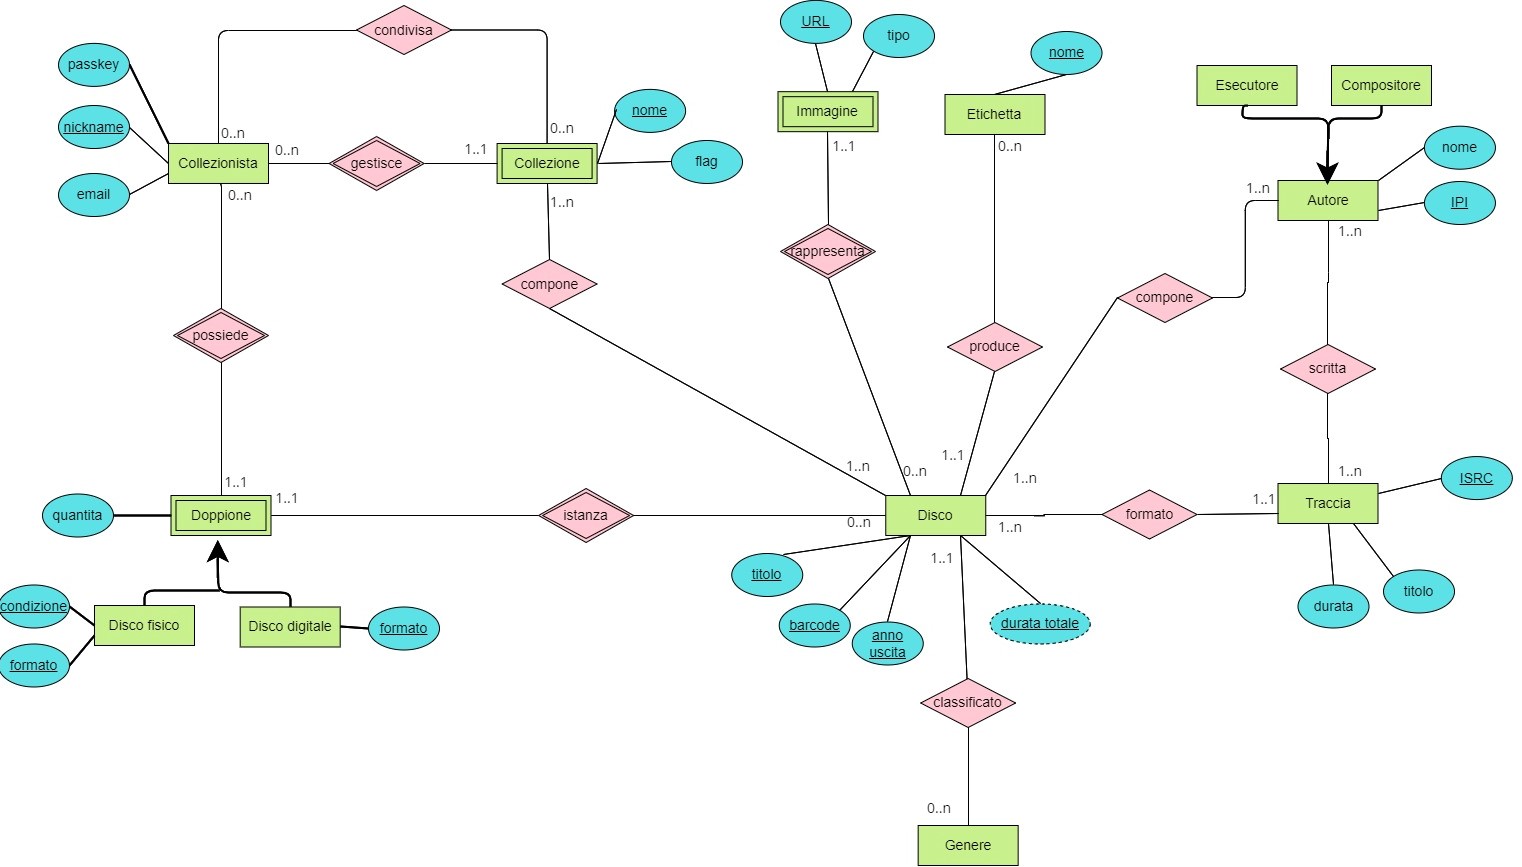 condivisa
URL
tipo
passkey
nome
nome
Esecutore
Compositore
Immagine
Etichetta
nickname
0..n
0..n
0..n
1..1
1..1
0..n
nome
Collezionista
gestisce
Collezione
flag
email
0..n
1..n
1..n
Autore
IPI
1..n
rappresenta
compone
compone
possiede
produce
scritta
1..1
1..n
0..n
1..1
1..n
1..n
ISRC
1..1
1..1
quantita
Doppione
istanza
0..n
Disco
1..n
formato
Traccia
1..1
titolo
durata
titolo
condizione
Disco fisico
Disco digitale
formato
barcode
anno
uscita
durata totale
formato
classificato
0..n
Genere